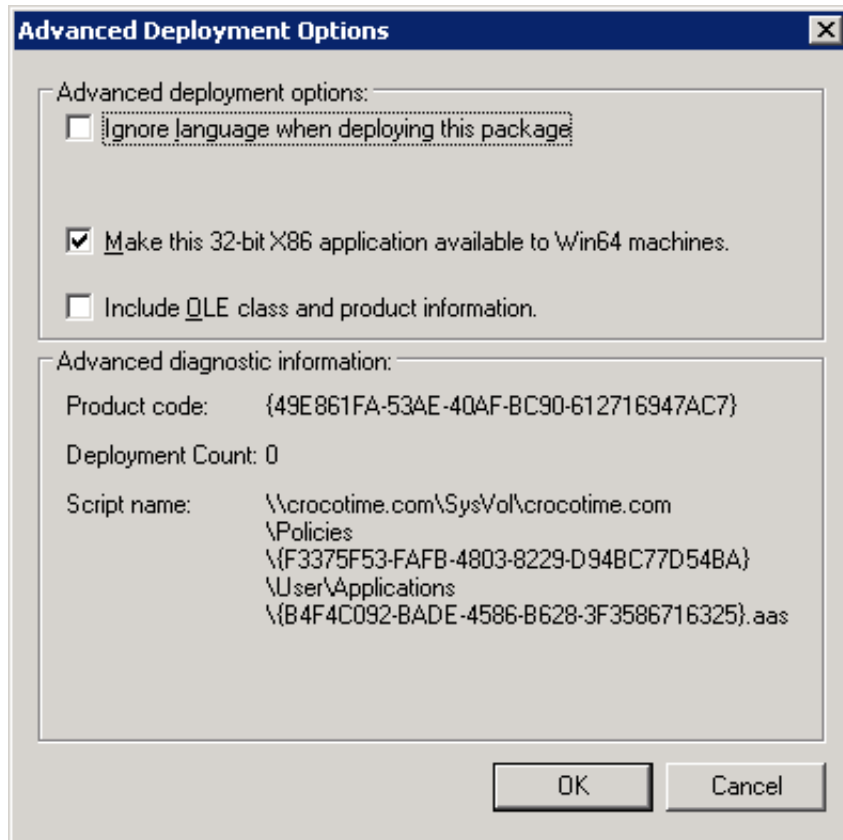 Advanced Deployment Options
Advanced deployment options:
Ignore language when deploying this package
Make this 32-bit X86 application available to Win64 machines.
Include OLE class and product information.
Advanced diagnostic information:
Product code: {49E861FA-53AE-40AF-BC90-612716947AC7}
Deployment Count: 0
Script name: \\crocotime.com\SysVol\crocotime.com
\Policies
\{F3375F53-FAFB-4803-8229-D94BC77D54BA}
\User\Applications
\{B4F4C092-BADE-4586-B628-3F3586716325}.aas
OK Cancel